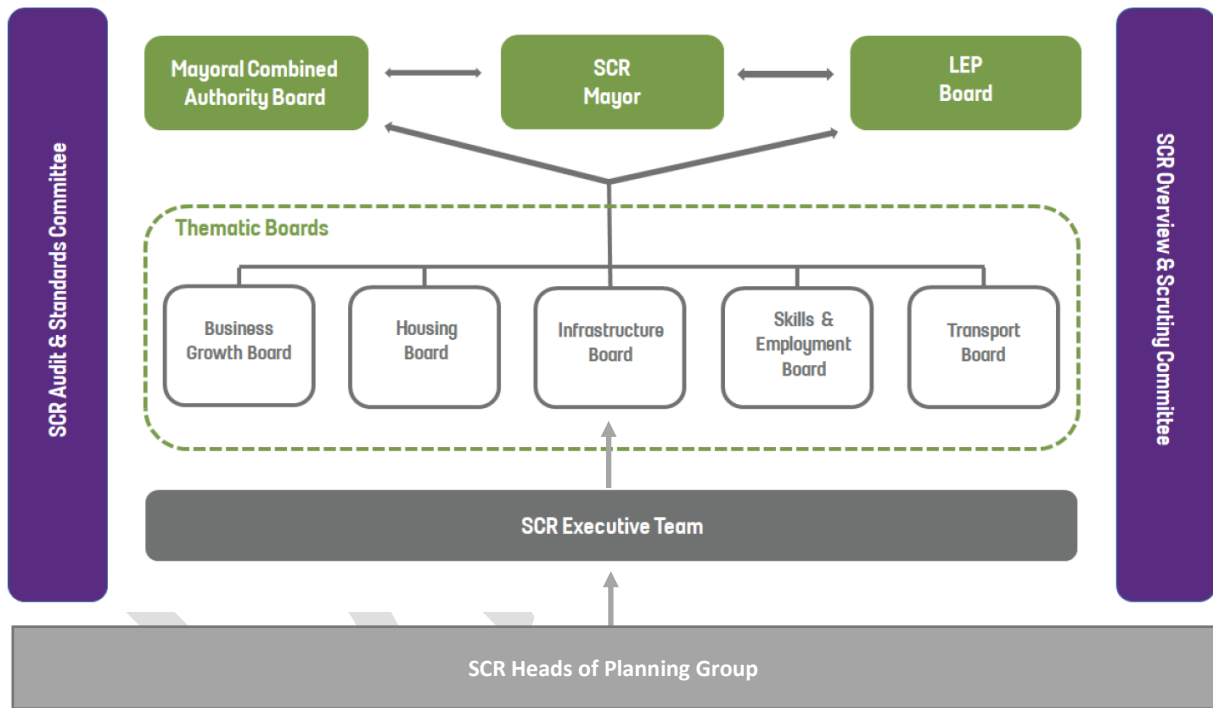 SCR Audit & Standards Committee
Mayoral Combined
Authority Board
SCR
Mayor
LEP
Board
SCR Overview & Scrutiny Committee
Thematic Boards
Business
Growth Board
Housing
Board
Infrastructure
Board
Skills &
Employment
Board
Transport
Board
SCR Executive Team
SCR Heads of Planning Group